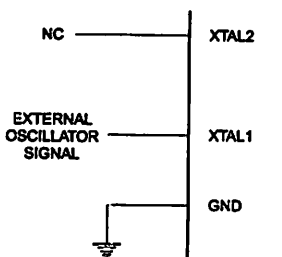 NC XTAL2
EXTERNAL
OSCILLATOR
SIGNAL
XTAL1
GND